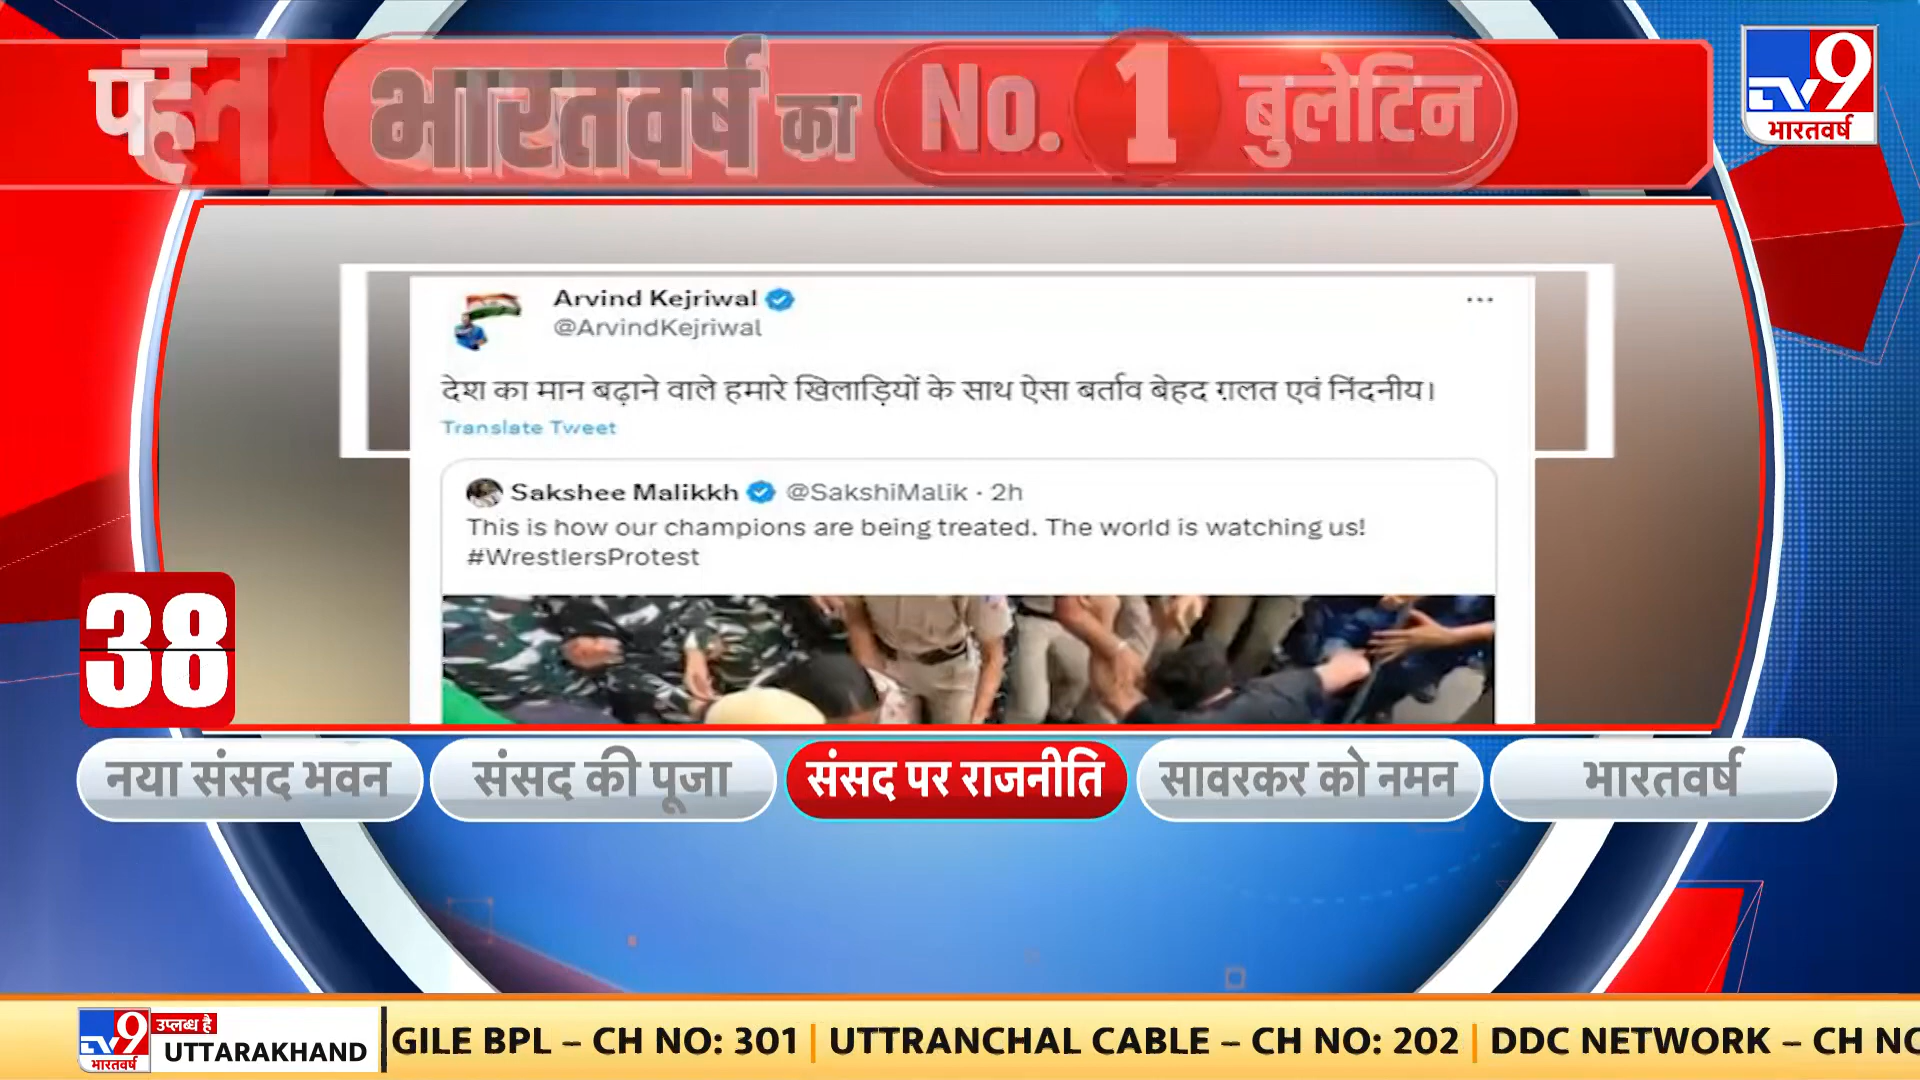 भारतवर्ष का No. 1 बुलेटिन
TV9
भारतवर्ष
Arvind Kejriwal
@ArvindKejriwal
देश का मान बढ़ाने वाले हमारे खिलाड़ियों के साथ ऐसा बर्ताव बेहद ग़लत एवं निंदनीय।
Translate Tweet
Sakshee Malikkh @SakshiMalik · 2h
This is how our champions are being treated. The world is watching us!
#WrestlersProtest
38
नया संसद भवन
संसद की पूजा
संसद पर राजनीति
सावरकर को नमन
भारतवर्ष
TV9
भारतवर्ष
उप्लब्ध है
UTTARAKHAND
GILE BPL – CH NO: 301 | UTTRANCHAL CABLE – CH NO: 202 | DDC NETWORK – CH NO